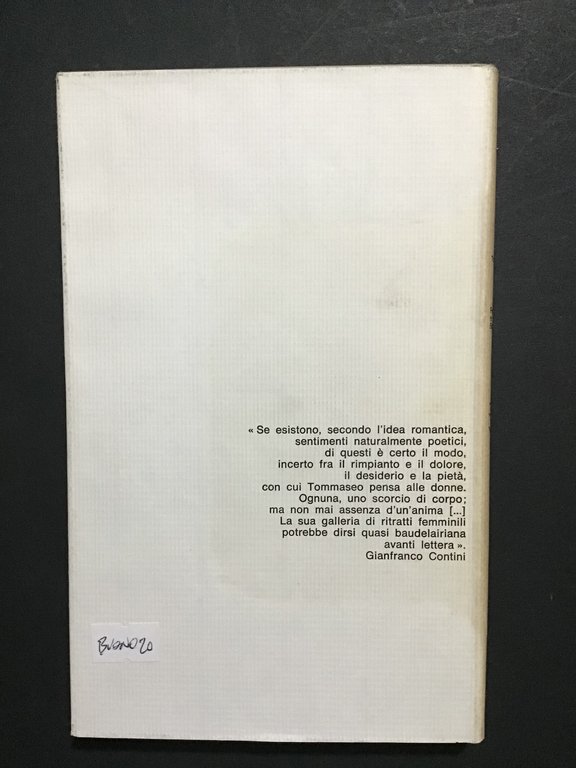 « Se esistono, secondo l'idea romantica,
sentimenti naturalmente poetici,
di questi è certo il modo,
incerto fra il rimpianto e il dolore,
il desiderio e la pietà,
con cui Tommaseo pensa alle donne.
Ognuna, uno scorcio di corpo;
ma non mai assenza d'un'anima [...]
La sua galleria di ritratti femminili
potrebbe dirsi quasi baudelairiana
avanti lettera ».
Gianfranco Contini
BUONO 20